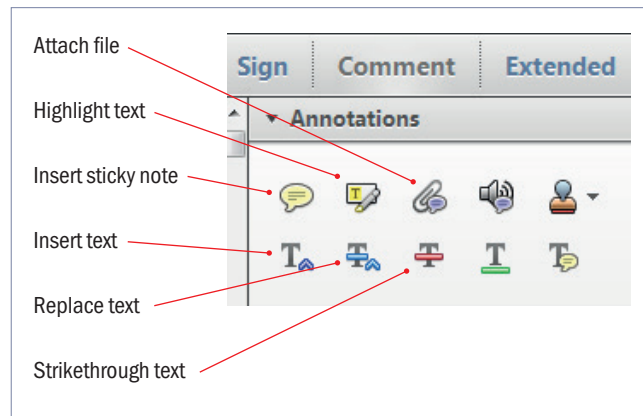 Attach file
Sign Comment Extended
Highlight text
Annotations
Insert sticky note
Insert text
Replace text
Strikethrough text